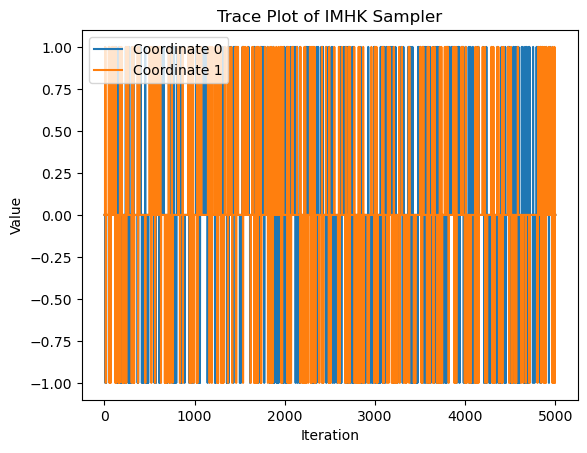 Trace Plot of IMHK Sampler
Coordinate 0
Coordinate 1
1.00
0.75
0.50
0.25
0.00
−0.25
−0.50
−0.75
−1.00
Value
0 1000 2000 3000 4000 5000
Iteration